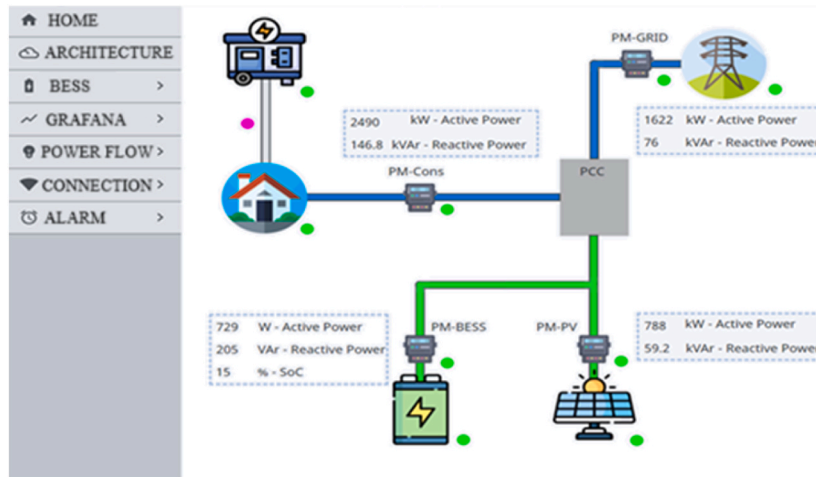 HOME
ARCHITECTURE
BESS >
GRAFANA >
POWER FLOW >
CONNECTION >
ALARM >
PM-GRID
2490 kW - Active Power
146.8 kVAr - Reactive Power
1622 kW - Active Power
76 kVAr - Reactive Power
PM-Cons
PCC
729 W - Active Power
205 VAr - Reactive Power
15 % - SoC
PM-BESS
PM-PV
788 kW - Active Power
59.2 kVAr - Reactive Power